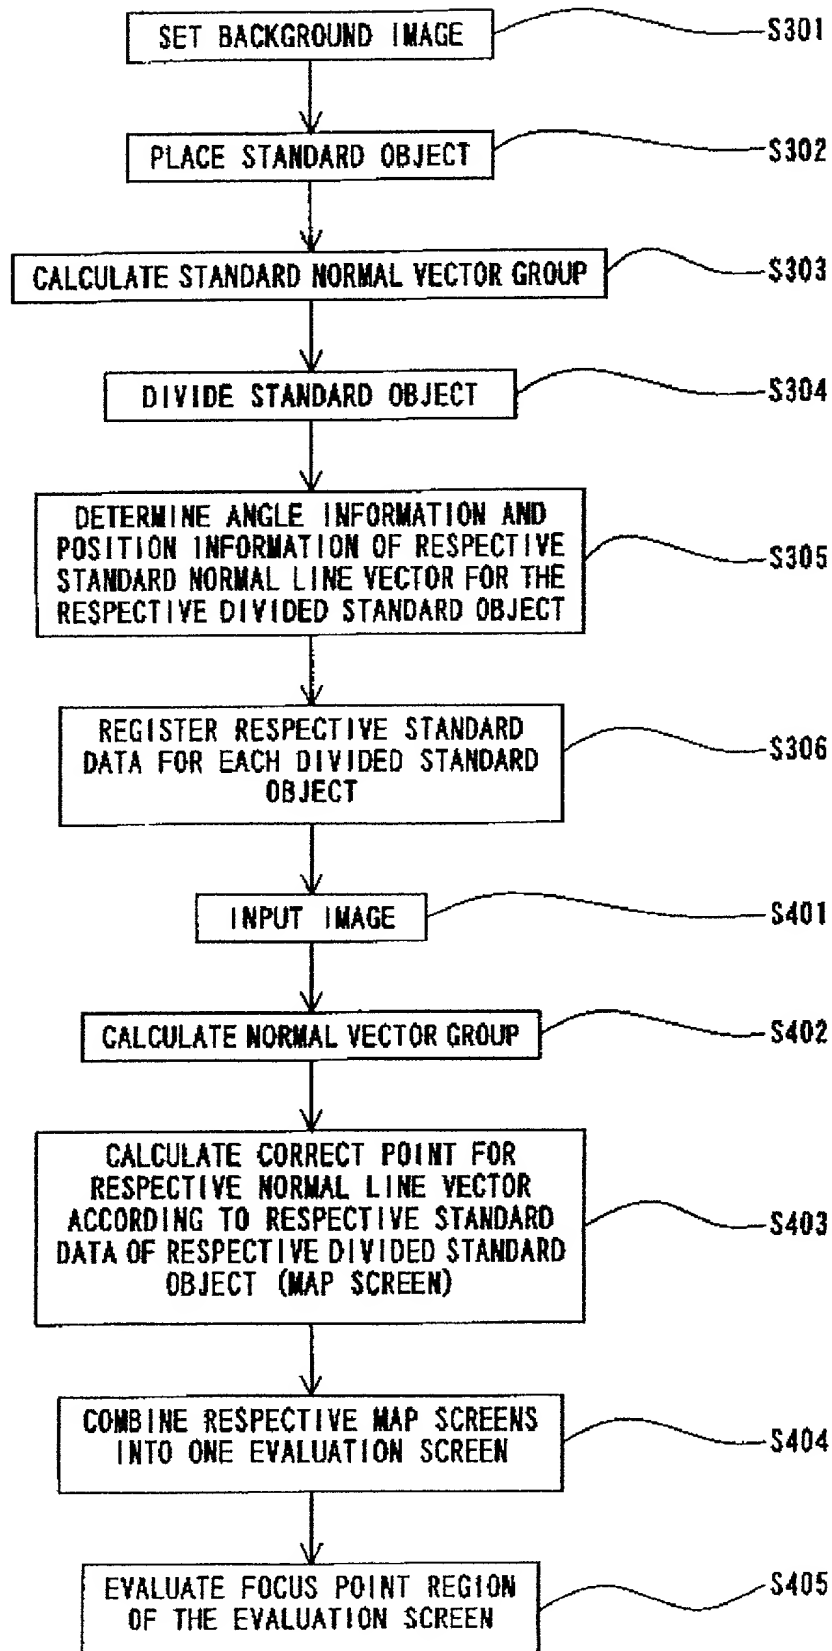 SET BACKGROUND IMAGE
S301
PLACE STANDARD OBJECT
S302
CALCULATE STANDARD NORMAL VECTOR GROUP
S303
DIVIDE STANDARD OBJECT
S304
DETERMINE ANGLE INFORMATION AND
POSITION INFORMATION OF RESPECTIVE
STANDARD NORMAL LINE VECTOR FOR THE
RESPECTIVE DIVIDED STANDARD OBJECT
S305
REGISTER RESPECTIVE STANDARD
DATA FOR EACH DIVIDED STANDARD
OBJECT
S306
INPUT IMAGE
S401
CALCULATE NORMAL VECTOR GROUP
S402
CALCULATE CORRECT POINT FOR
RESPECTIVE NORMAL LINE VECTOR
ACCORDING TO RESPECTIVE STANDARD
DATA OF RESPECTIVE DIVIDED STANDARD
OBJECT (MAP SCREEN)
S403
COMBINE RESPECTIVE MAP SCREENS
INTO ONE EVALUATION SCREEN
S404
EVALUATE FOCUS POINT REGION
OF THE EVALUATION SCREEN
S405